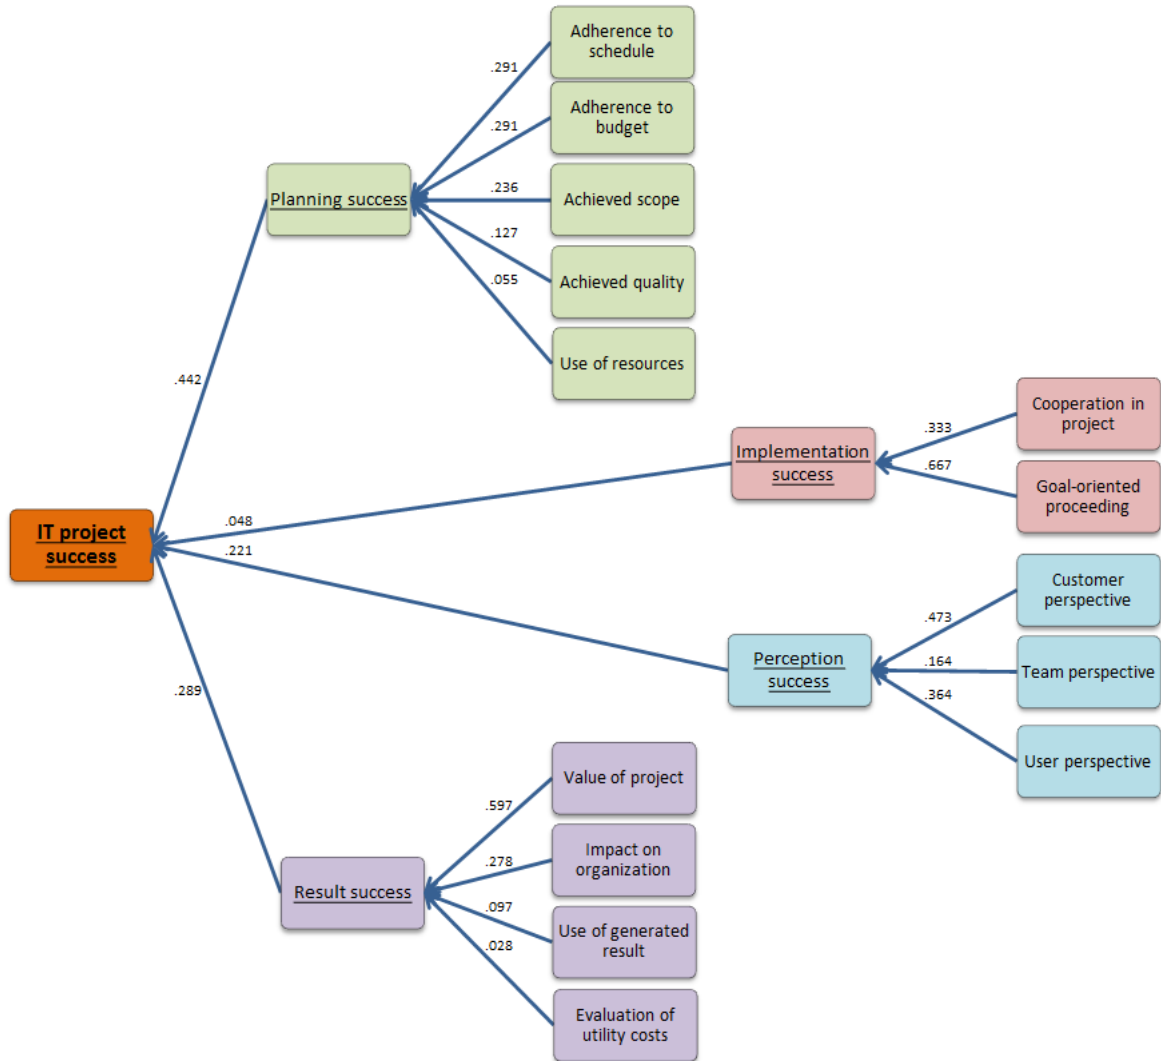 Adherence to
schedule
.291
Adherence to
budget
.291
Planning success
.236
Achieved scope
.127
Achieved quality
.055
Use of resources
.442
Cooperation in
project
.333
Implementation
success
.667
Goal-oriented
proceeding
IT project
success
.048
.221
Customer
perspective
.473
Perception
success
.164
Team perspective
.364
User perspective
.289
Value of project
.597
Impact on
organization
.278
Result success
.097
Use of generated
result
.028
Evaluation of
utility costs